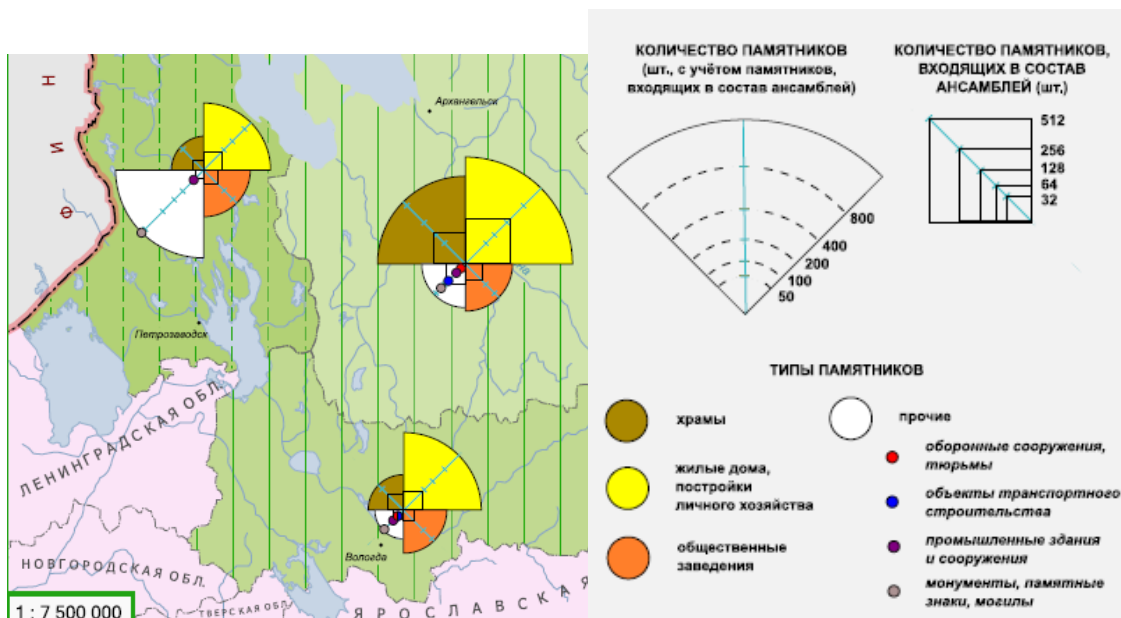 Н
И
Ф
Архангельск
Петрозаводск
ЛЕНИНГРАДСКАЯ ОБЛ.
Вологда
НОВГОРОДСКАЯ ОБЛ.
ТВЕРСКАЯ ОБЛ
ЯРОСЛАВСКАЯ
1 : 7 500 000
КОЛИЧЕСТВО ПАМЯТНИКОВ
(шт., с учётом памятников,
входящих в состав ансамблей)
800
400
200
100
50
КОЛИЧЕСТВО ПАМЯТНИКОВ,
ВХОДЯЩИХ В СОСТАВ
АНСАМБЛЕЙ (шт.)
512
256
128
64
32
ТИПЫ ПАМЯТНИКОВ
храмы
жилые дома,
постройки
личного хозяйства
общественные
заведения
прочие
оборонные сооружения,
тюрьмы
объекты транспортного
строительства
промышленные здания
и сооружения
монументы, памятные
знаки, могилы